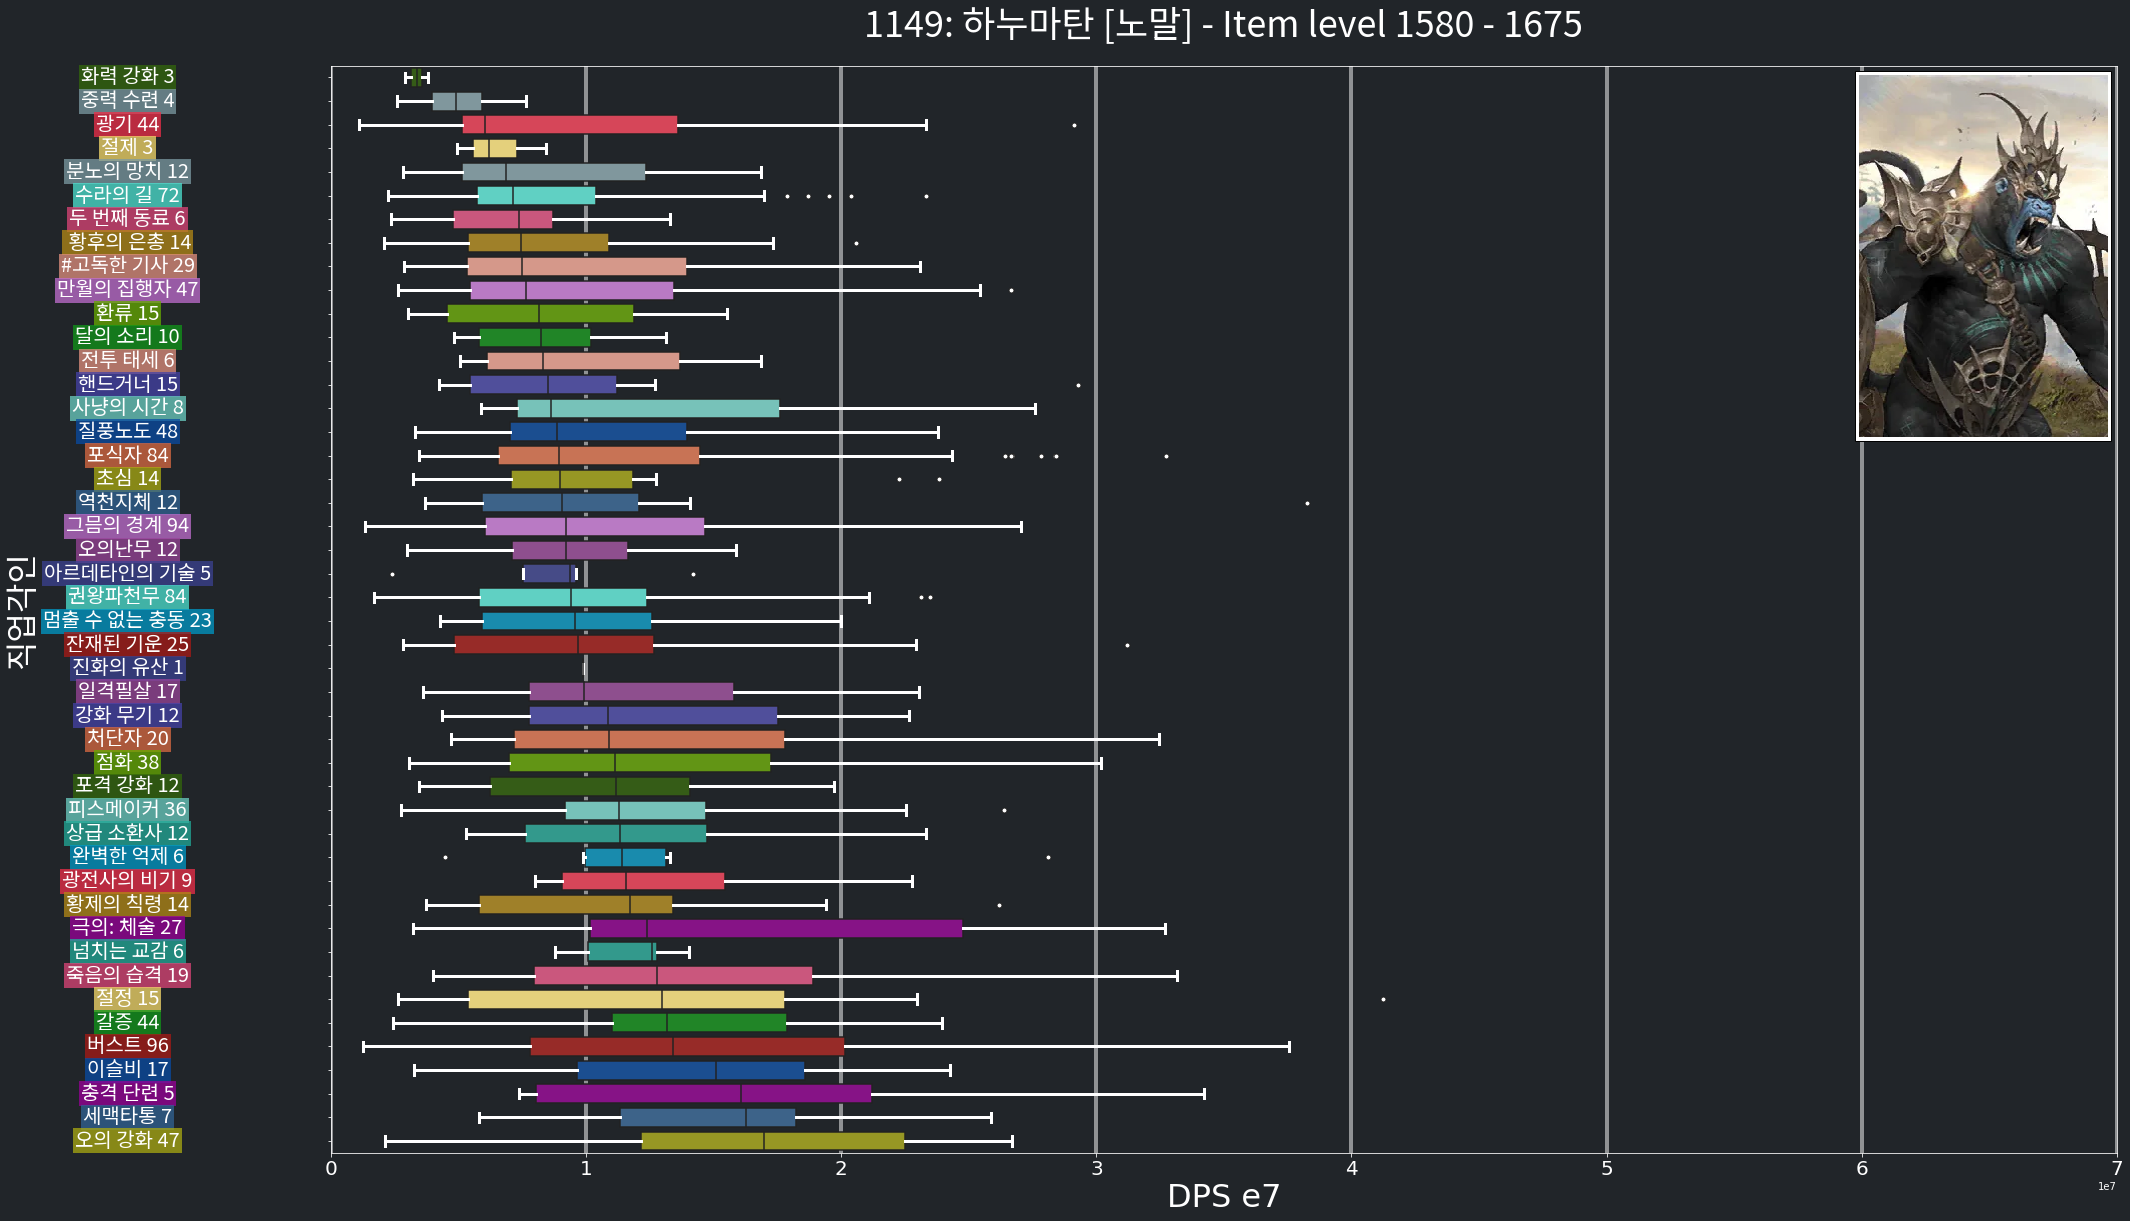 1149: 하누마탄 [노말] - Item level 1580 - 1675
화력 강화 3
중력 수련 4
광기 44
절제 3
분노의 망치 12
수라의 길 72
두 번째 동료 6
황후의 은총 14
#고독한 기사 29
만월의 집행자 47
환류 15
달의 소리 10
전투 태세 6
핸드거너 15
사냥의 시간 8
질풍노도 48
포식자 84
초심 14
역천지체 12
그믐의 경계 94
오의난무 12
아르데타인의 기술 5
권왕파천무 84
멈출 수 없는 충동 23
잔재된 기운 25
진화의 유산 1
일격필살 17
강화 무기 12
처단자 20
점화 38
포격 강화 12
피스메이커 36
상급 소환사 12
완벽한 억제 6
광전사의 비기 9
황제의 칙령 14
극의: 체술 27
넘치는 교감 6
죽음의 습격 19
절정 15
갈증 44
버스트 96
이슬비 17
충격 단련 5
세맥타통 7
오의 강화 47
직업각인
0 1 2 3 4 5 6 7
1e7
DPS e7